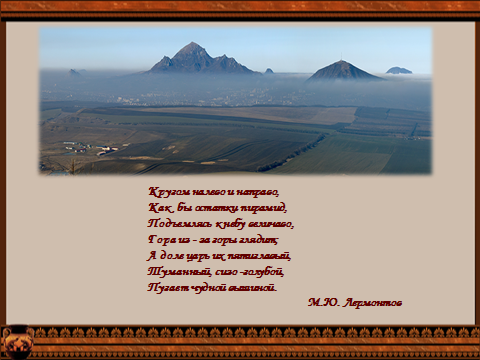 Кругом налево и направо,
Как бы остатки пирамид,
Подъемлясь к небу величаво,
Гора из - за горы глядит;
А доле царь их пятиглавый,
Туманный, сизо -голубой,
Пугает чудной вышиной.
М.Ю. Лермонтов